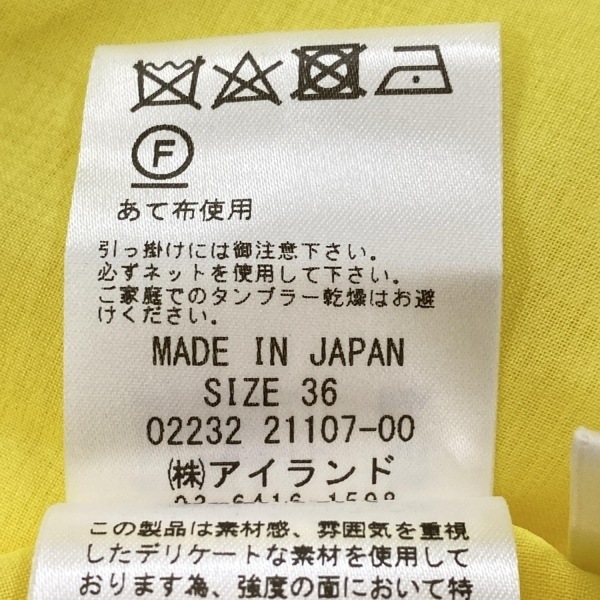 F
あて布使用
引っ掛けには御注意下さい。
必ずネットを使用して下さい。
ご家庭でのタンブラー乾燥はお避
けください。
MADE IN JAPAN
SIZE 36
02232 21107-00
㈱アイランド
03-6416-1598
この製品は素材感、雰囲気を重視
したデリケートな素材を使用して
おります為、強度の面において特